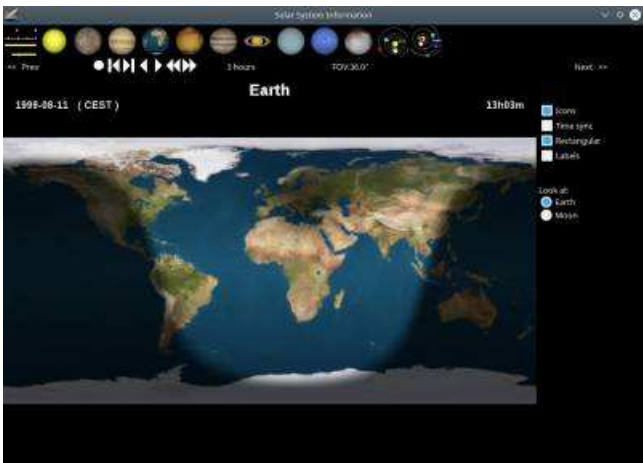 Solar System Information
<< Prev 3 hours FOV:36.0° Next >>
Earth
1999-08-11 (CEST) 13h03m
Icons
Time sync
Rectangular
Labels
Look at:
Earth
Moon